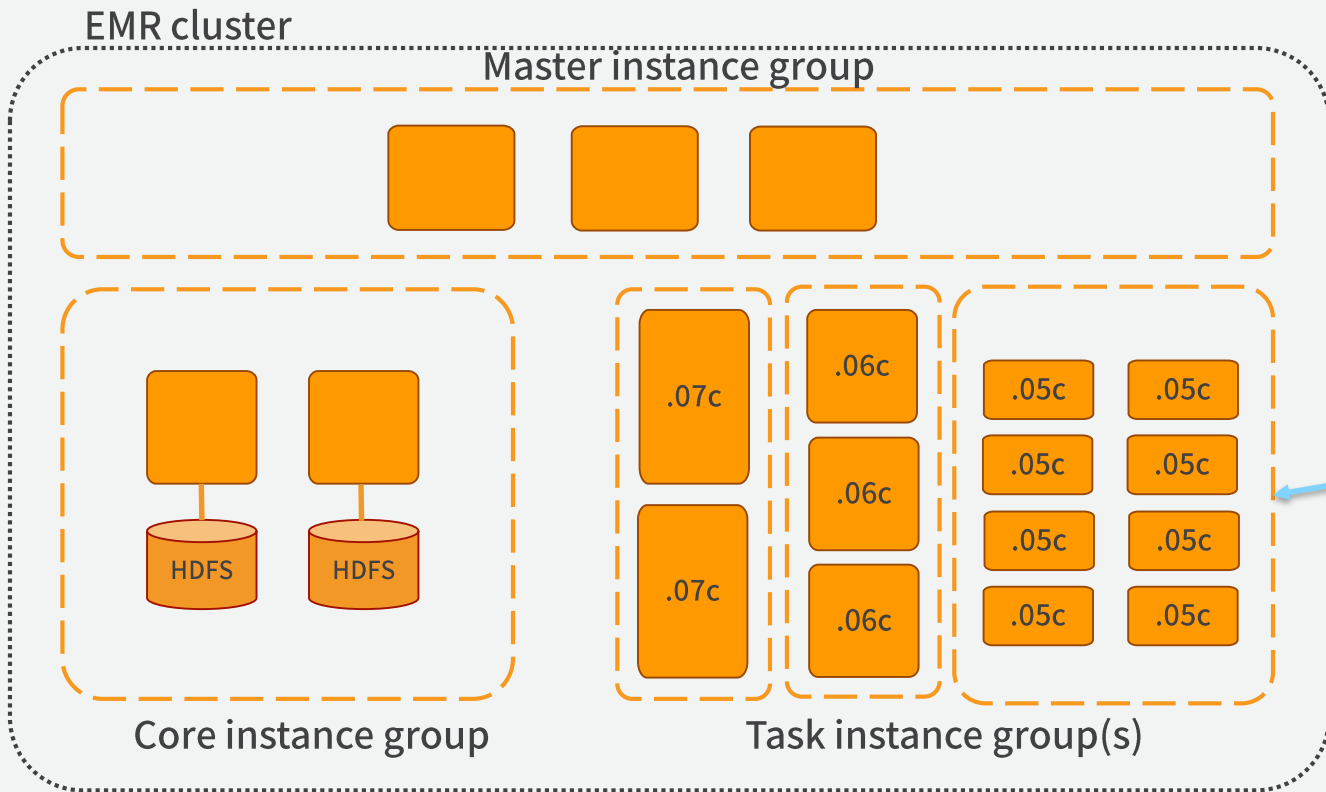 EMR cluster
Master instance group
.07c
.07c
.06c
.06c
.06c
.05c .05c
.05c .05c
.05c .05c
.05c .05c
HDFS HDFS
Core instance group
Task instance group(s)